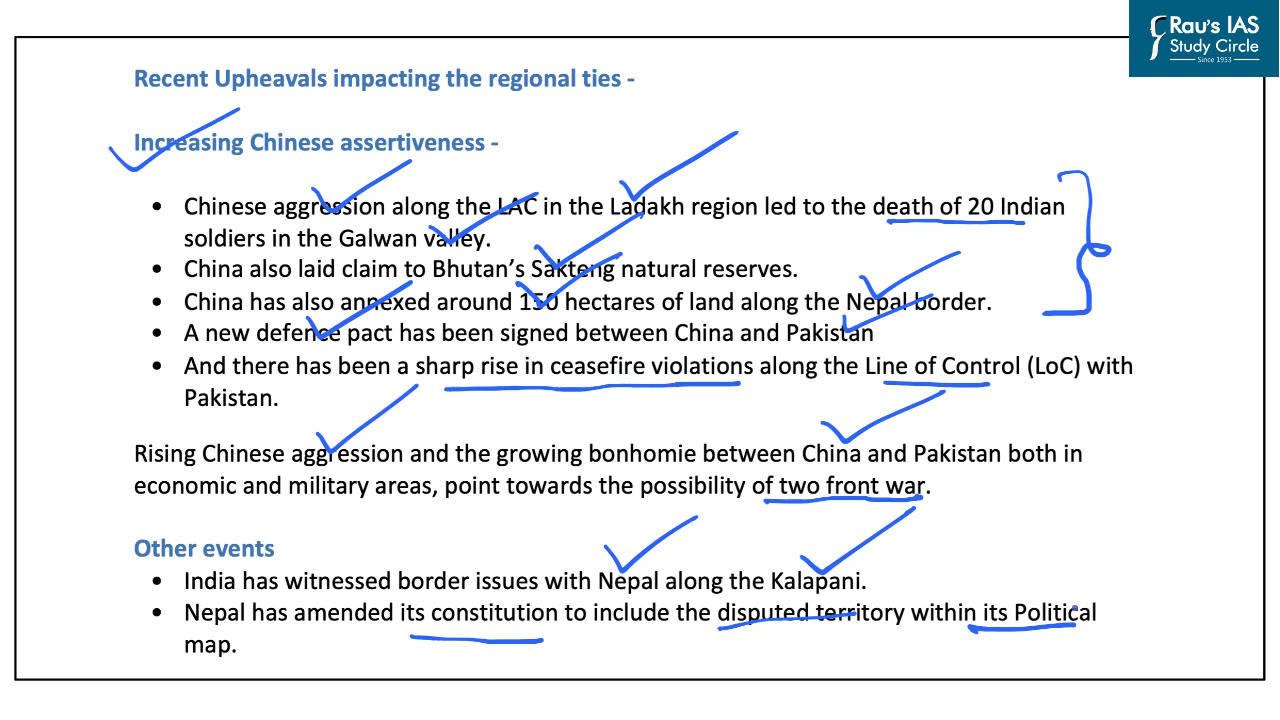 Rau's IAS
Study Circle
Since 1953
Recent Upheavals impacting the regional ties -
Increasing Chinese assertiveness -
• Chinese aggression along the LAC in the Ladakh region led to the death of 20 Indian
soldiers in the Galwan valley.
• China also laid claim to Bhutan's Sakteng natural reserves.
• China has also annexed around 150 hectares of land along the Nepal border.
• A new defence pact has been signed between China and Pakistan
• And there has been a sharp rise in ceasefire violations along the Line of Control (LoC) with
Pakistan.
Rising Chinese aggression and the growing bonhomie between China and Pakistan both in
economic and military areas, point towards the possibility of two front war.
Other events
• India has witnessed border issues with Nepal along the Kalapani.
• Nepal has amended its constitution to include the disputed territory within its Political
map.